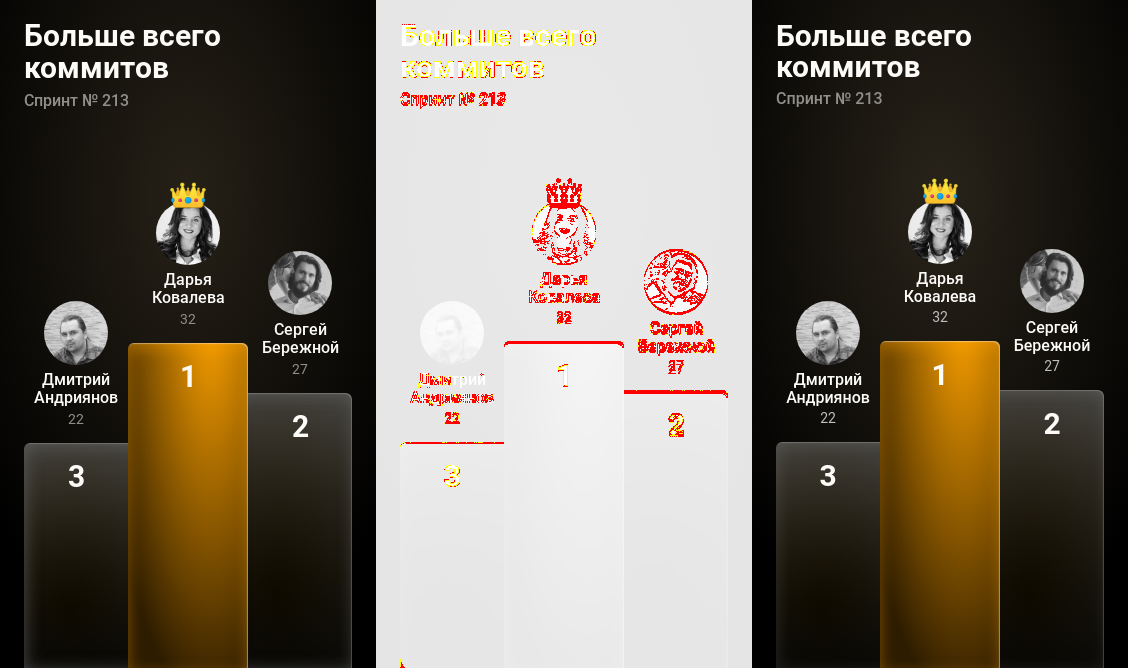 Больше всего
коммитов
Спринт № 213
Дарья
Ковалева
32
Сергей
Бережной
27
Дмитрий
Андриянов
22
1
2
3
Больше всего
коммитов
Спринт № 213
Дарья
Ковалева
32
Сергей
Бережной
27
Дмитрий
Андриянов
22
1
2
3
Больше всего
коммитов
Спринт № 213
Дарья
Ковалева
32
Сергей
Бережной
27
Дмитрий
Андриянов
22
1
2
3